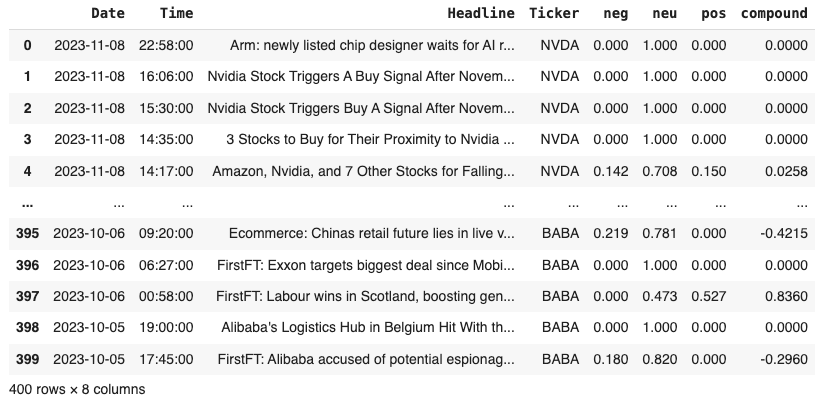 Date Time Headline Ticker neg neu pos compound
0 2023-11-08 22:58:00 Arm: newly listed chip designer waits for AI r... NVDA 0.000 1.000 0.000 0.0000
1 2023-11-08 16:06:00 Nvidia Stock Triggers A Buy Signal After Novem... NVDA 0.000 1.000 0.000 0.0000
2 2023-11-08 15:30:00 Nvidia Stock Triggers Buy A Signal After Novem... NVDA 0.000 1.000 0.000 0.0000
3 2023-11-08 14:35:00 3 Stocks to Buy for Their Proximity to Nvidia ... NVDA 0.000 1.000 0.000 0.0000
4 2023-11-08 14:17:00 Amazon, Nvidia, and 7 Other Stocks for Falling... NVDA 0.142 0.708 0.150 0.0258
... ... ... ... ... ... ... ... ...
395 2023-10-06 09:20:00 Ecommerce: Chinas retail future lies in live v... BABA 0.219 0.781 0.000 -0.4215
396 2023-10-06 06:27:00 FirstFT: Exxon targets biggest deal since Mobi... BABA 0.000 1.000 0.000 0.0000
397 2023-10-06 00:58:00 FirstFT: Labour wins in Scotland, boosting gen... BABA 0.000 0.473 0.527 0.8360
398 2023-10-05 19:00:00 Alibaba's Logistics Hub in Belgium Hit With th... BABA 0.000 1.000 0.000 0.0000
399 2023-10-05 17:45:00 FirstFT: Alibaba accused of potential espionag... BABA 0.180 0.820 0.000 -0.2960
400 rows × 8 columns